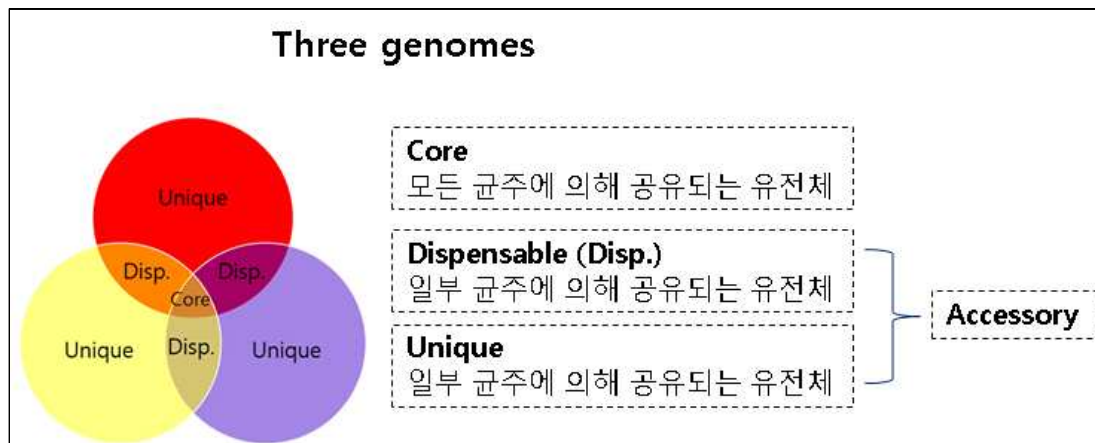 Three genomes
Unique
Disp.
Disp.
Core
Unique
Disp.
Unique
Core
모든 균주에 의해 공유되는 유전체
Dispensable (Disp.)
일부 균주에 의해 공유되는 유전체
Unique
일부 균주에 의해 공유되는 유전체
Accessory